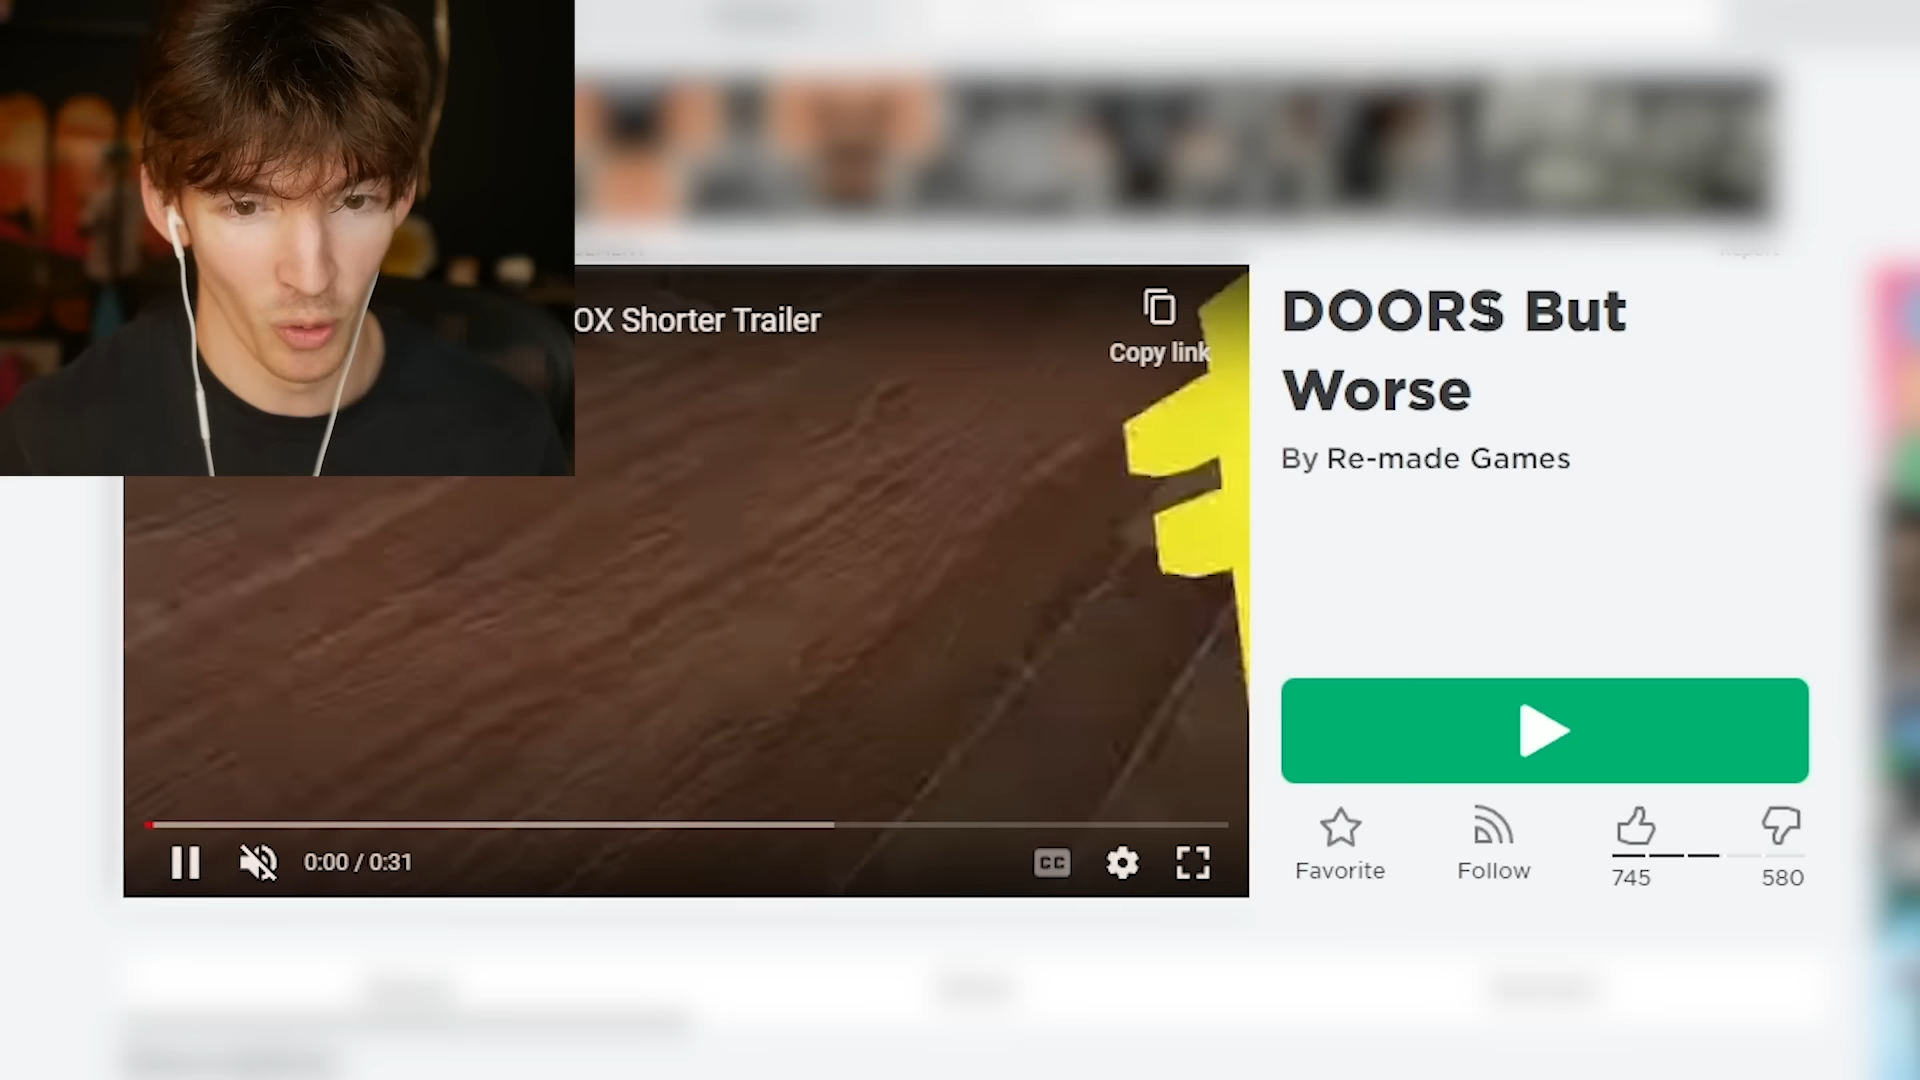 OX Shorter Trailer
Copy link
DOORS But
Worse
By Re-made Games
0:00 / 0:31
CC
Favorite
Follow
745
580